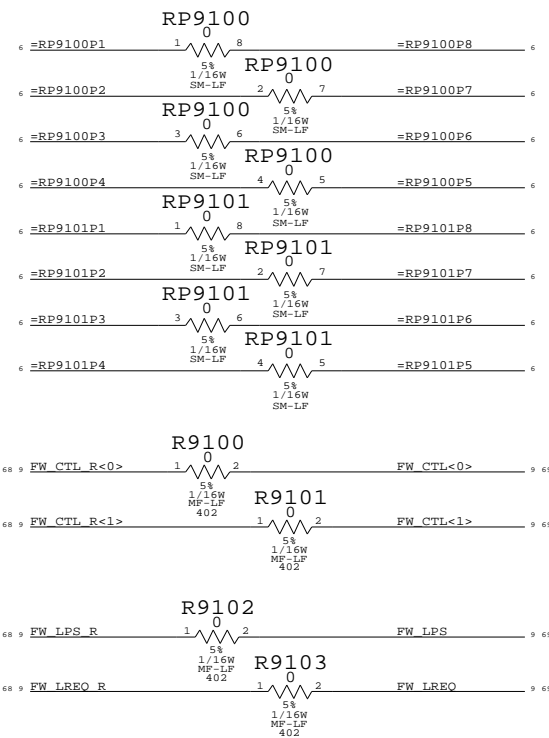 RP9100
0
6 =RP9100P1 1 8 =RP9100P8 6
5%
1/16W
SM-LF
RP9100
0
6 =RP9100P2 2 7 =RP9100P7 6
5%
1/16W
SM-LF
RP9100
0
6 =RP9100P3 3 6 =RP9100P6 6
5%
1/16W
SM-LF
RP9100
0
6 =RP9100P4 4 5 =RP9100P5 6
5%
1/16W
SM-LF
RP9101
0
6 =RP9101P1 1 8 =RP9101P8 6
5%
1/16W
SM-LF
RP9101
0
6 =RP9101P2 2 7 =RP9101P7 6
5%
1/16W
SM-LF
RP9101
0
6 =RP9101P3 3 6 =RP9101P6 6
5%
1/16W
SM-LF
RP9101
0
6 =RP9101P4 4 5 =RP9101P5 6
5%
1/16W
SM-LF
R9100
0
68 9 FW_CTL_R<0> 1 2 FW_CTL<0> 9 69
5%
1/16W
MF-LF
402
R9101
0
68 9 FW_CTL_R<1> 1 2 FW_CTL<1> 9 69
5%
1/16W
MF-LF
402
R9102
0
68 9 FW_LPS_R 1 2 FW_LPS 9 69
5%
1/16W
MF-LF
402
R9103
0
68 9 FW_LREQ_R 1 2 FW_LREQ 9 69
5%
1/16W
MF-LF
402